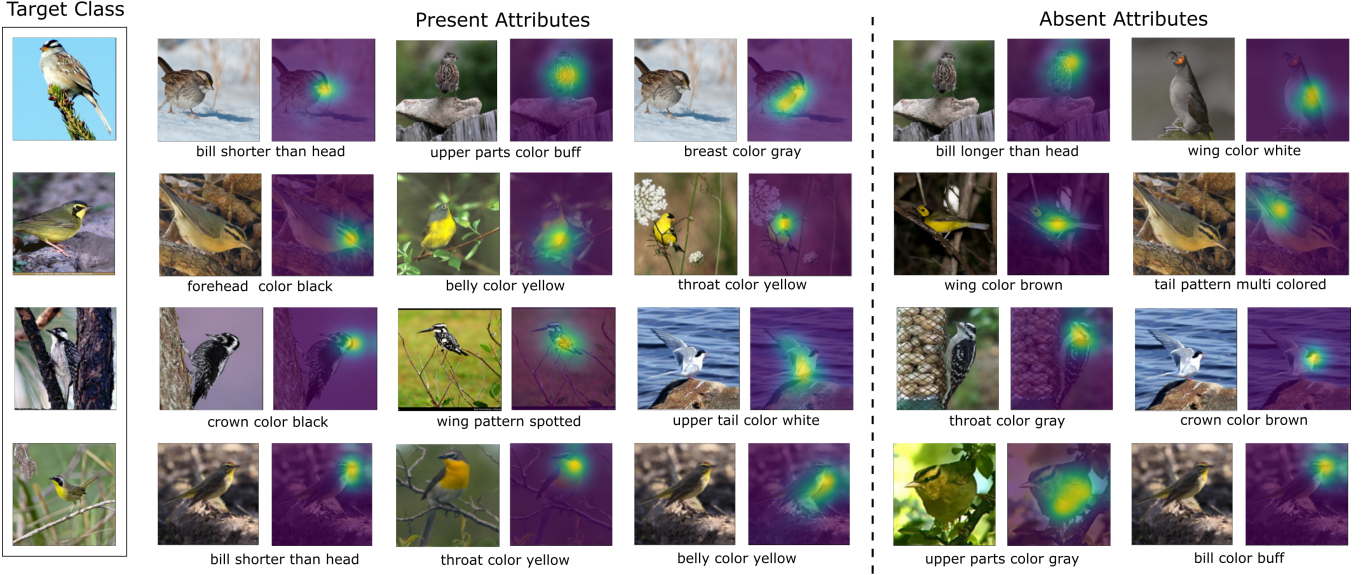 Target Class
Present Attributes
Absent Attributes
bill shorter than head
upper parts color buff
breast color gray
bill longer than head
wing color white
forehead  color black
belly color yellow
throat color yellow
wing color brown
tail pattern multi colored
crown color black
wing pattern spotted
upper tail color white
throat color gray
crown color brown
bill shorter than head
throat color yellow
belly color yellow
upper parts color gray
bill color buff